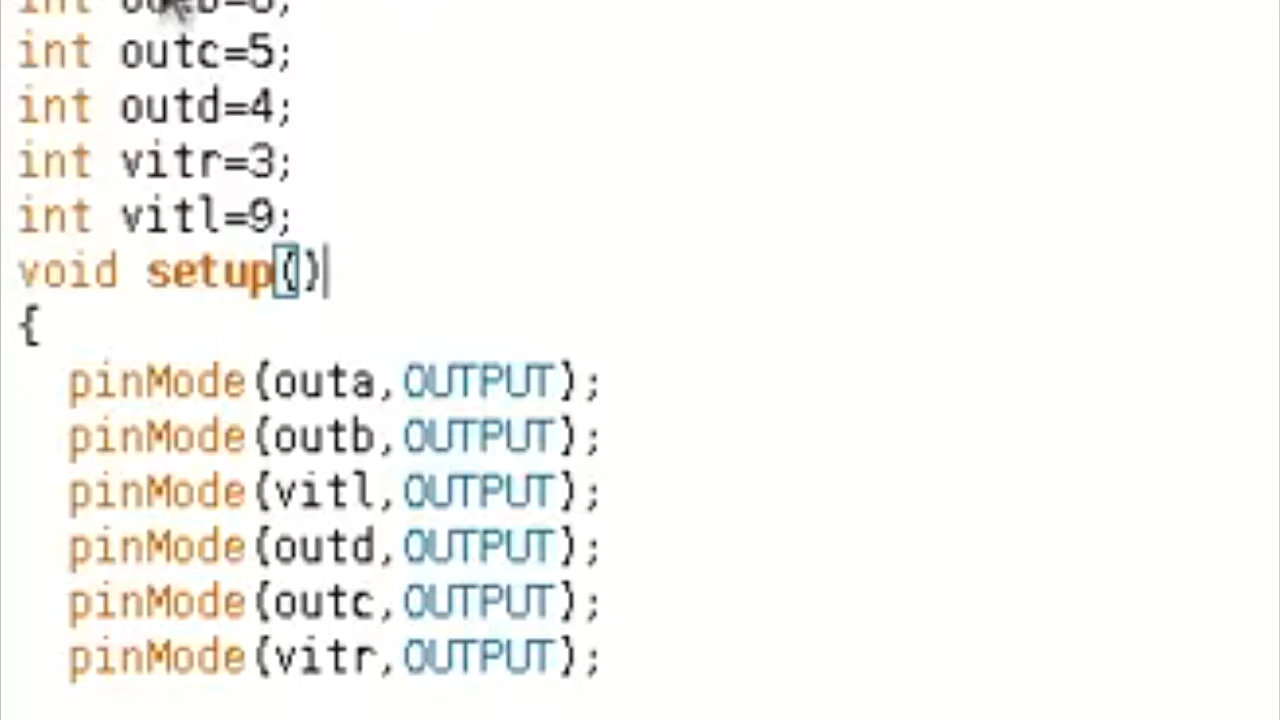 int
int outc=5;
int outd=4;
int vitr=3;
int vitl=9;
void setup()
{
pinMode(outa,OUTPUT);
pinMode(outb,OUTPUT);
pinMode(vitl,OUTPUT);
pinMode(outd,OUTPUT);
pinMode(outc,OUTPUT);
pinMode(vitr,OUTPUT);